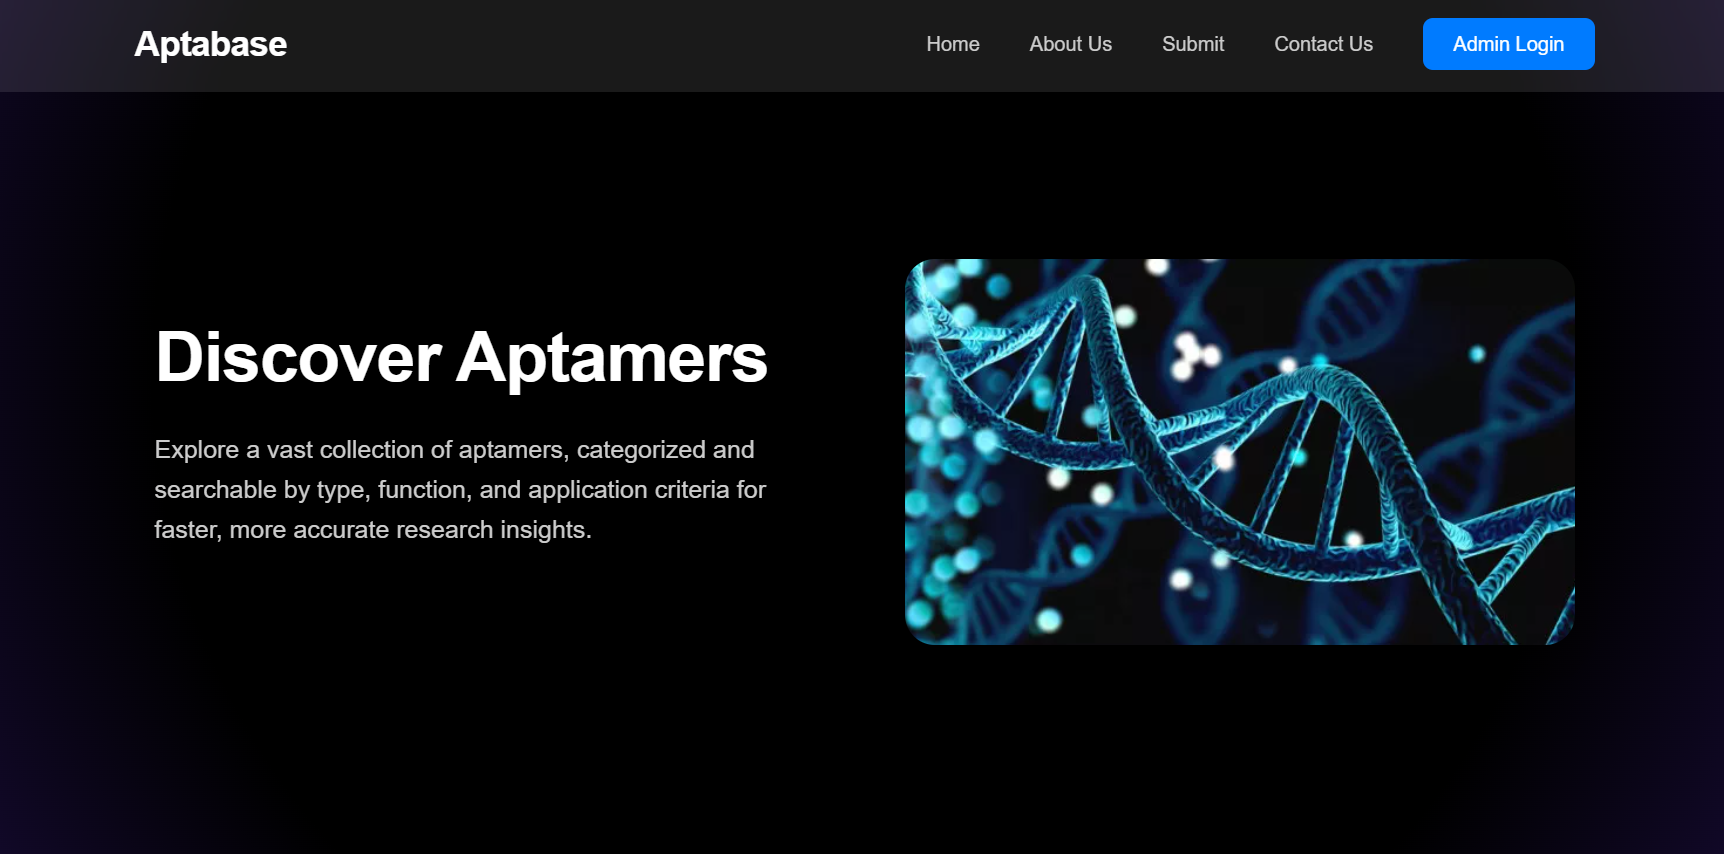 Aptabase
Home
About Us
Submit
Contact Us
Admin Login
Discover Aptamers
Explore a vast collection of aptamers, categorized and
searchable by type, function, and application criteria for
faster, more accurate research insights.